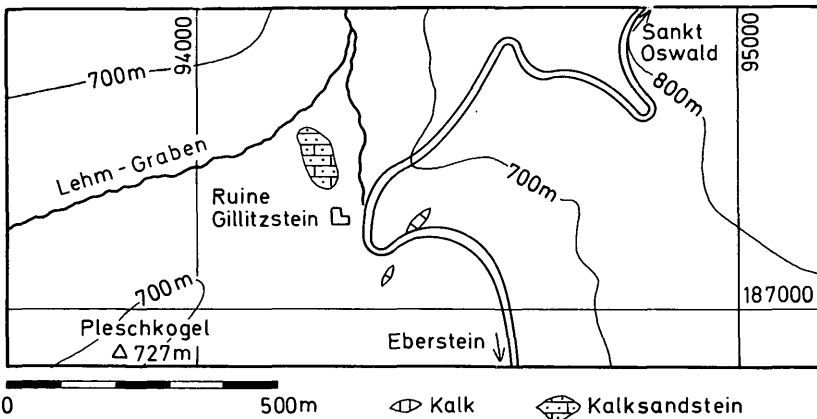 94000
Sankt
Oswald
95000
700m
800m
Lehm-Graben
700m
Ruine
Gillitzstein
700m
187000
Pleschkogel
727m
Eberstein
0 500m
Kalk
Kalksandstein